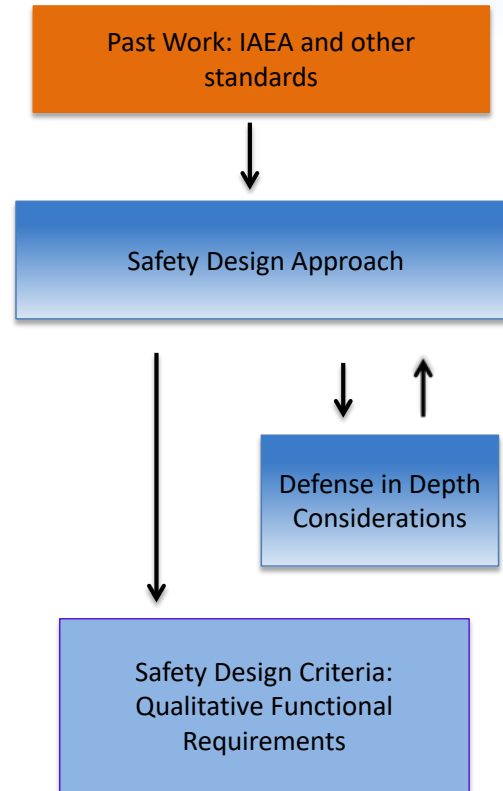 Past Work: IAEA and other
standards
Safety Design Approach
Defense in Depth
Considerations
Safety Design Criteria:
Qualitative Functional
Requirements